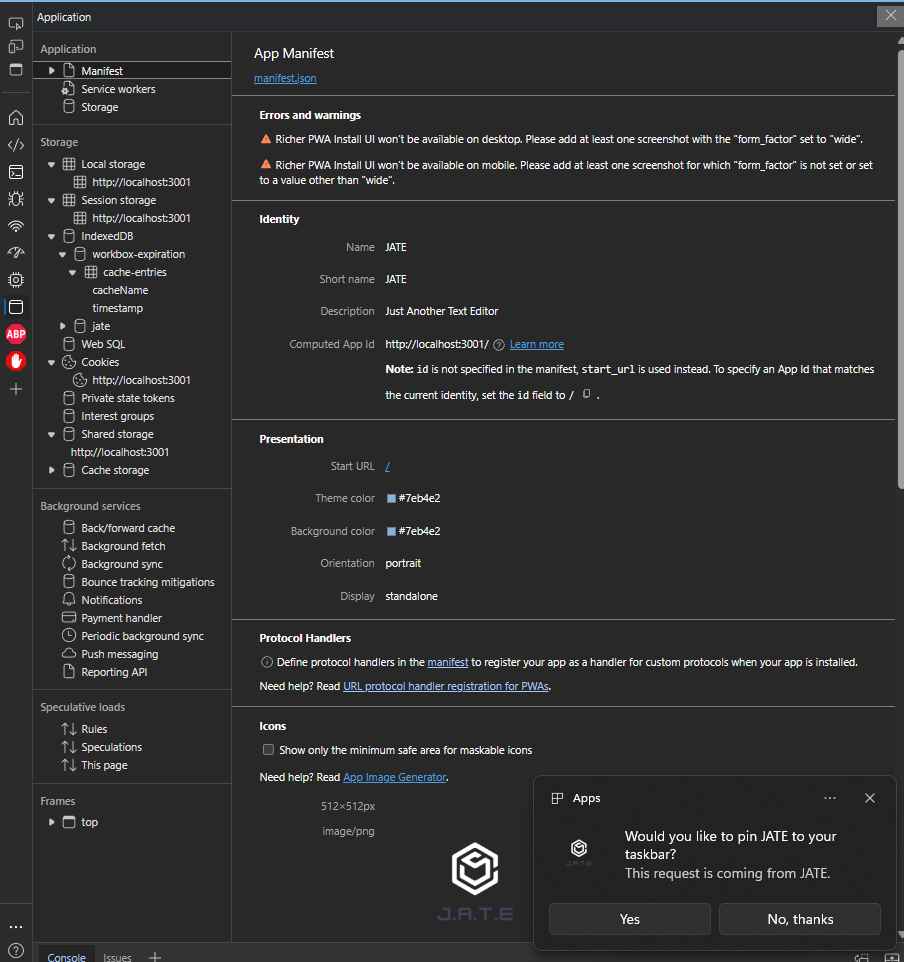 Application
Application
Manifest
Service workers
Storage
Storage
Local storage
http://localhost:3001
Session storage
http://localhost:3001
IndexedDB
workbox-expiration
cache-entries
cacheName
timestamp
jate
Web SQL
Cookies
http://localhost:3001
Private state tokens
Interest groups
Shared storage
http://localhost:3001
Cache storage
Background services
Back/forward cache
Background fetch
Background sync
Bounce tracking mitigations
Notifications
Payment handler
Periodic background sync
Push messaging
Reporting API
Speculative loads
Rules
Speculations
This page
Frames
top
ABP
App Manifest
manifest.json
Errors and warnings
Richer PWA Install UI won't be available on desktop. Please add at least one screenshot with the "form_factor" set to "wide".
Richer PWA Install UI won't be available on mobile. Please add at least one screenshot for which "form_factor" is not set or set
to a value other than "wide".
Identity
Name JATE
Short name JATE
Description Just Another Text Editor
Computed App Id http://localhost:3001/ Learn more
Note: id is not specified in the manifest, start_url is used instead. To specify an App Id that matches
the current identity, set the id field to / .
Presentation
Start URL /
Theme color #7eb4e2
Background color #7eb4e2
Orientation portrait
Display standalone
Protocol Handlers
Define protocol handlers in the manifest to register your app as a handler for custom protocols when your app is installed.
Need help? Read URL protocol handler registration for PWAs.
Icons
Show only the minimum safe area for maskable icons
Need help? Read App Image Generator.
512×512px
image/png
J.A.T.E
Apps
Would you like to pin JATE to your
taskbar?
This request is coming from JATE.
J.A.T.E
Yes
No, thanks
Console
Issues